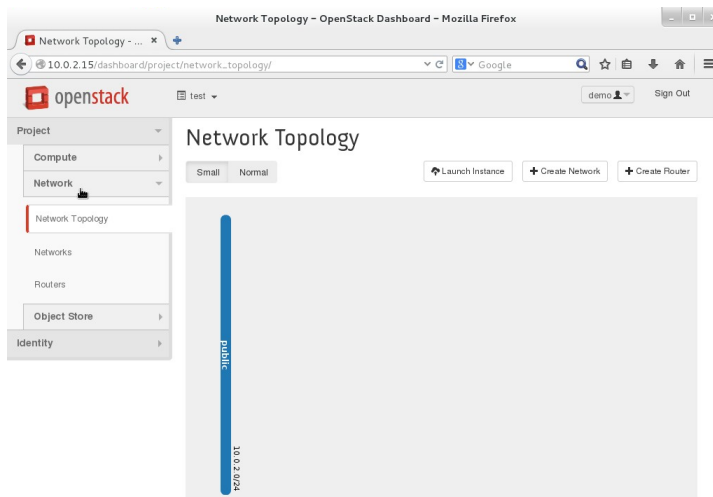 Network Topology - OpenStack Dashboard - Mozilla Firefox
Network Topology - ...
10.0.2.15/dashboard/project/network_topology/
Google
openstack
test
demo
Sign Out
Project
Compute
Network
Network Topology
Networks
Routers
Object Store
Identity
Network Topology
Small
Normal
Launch Instance
Create Network
Create Router
public
10.0.2.0/24